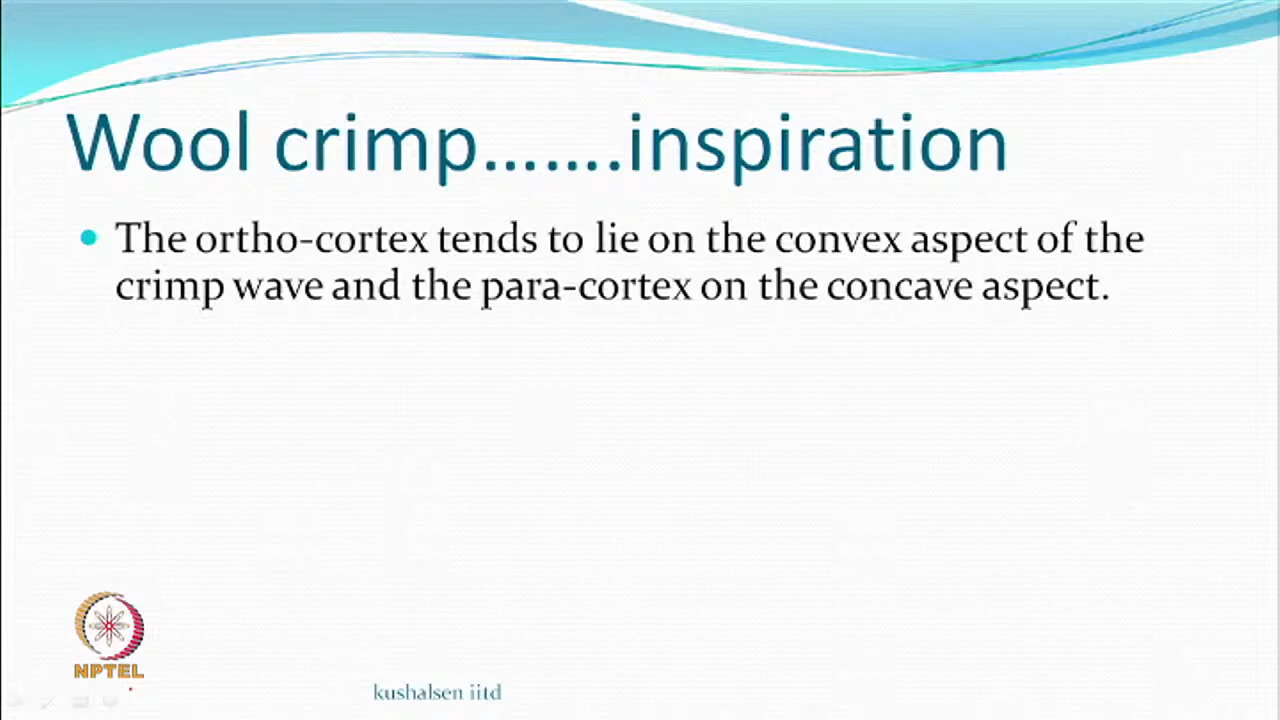 Wool crimp…….inspiration
The ortho-cortex tends to lie on the convex aspect of the
crimp wave and the para-cortex on the concave aspect.
NPTEL
kushalsen iitd